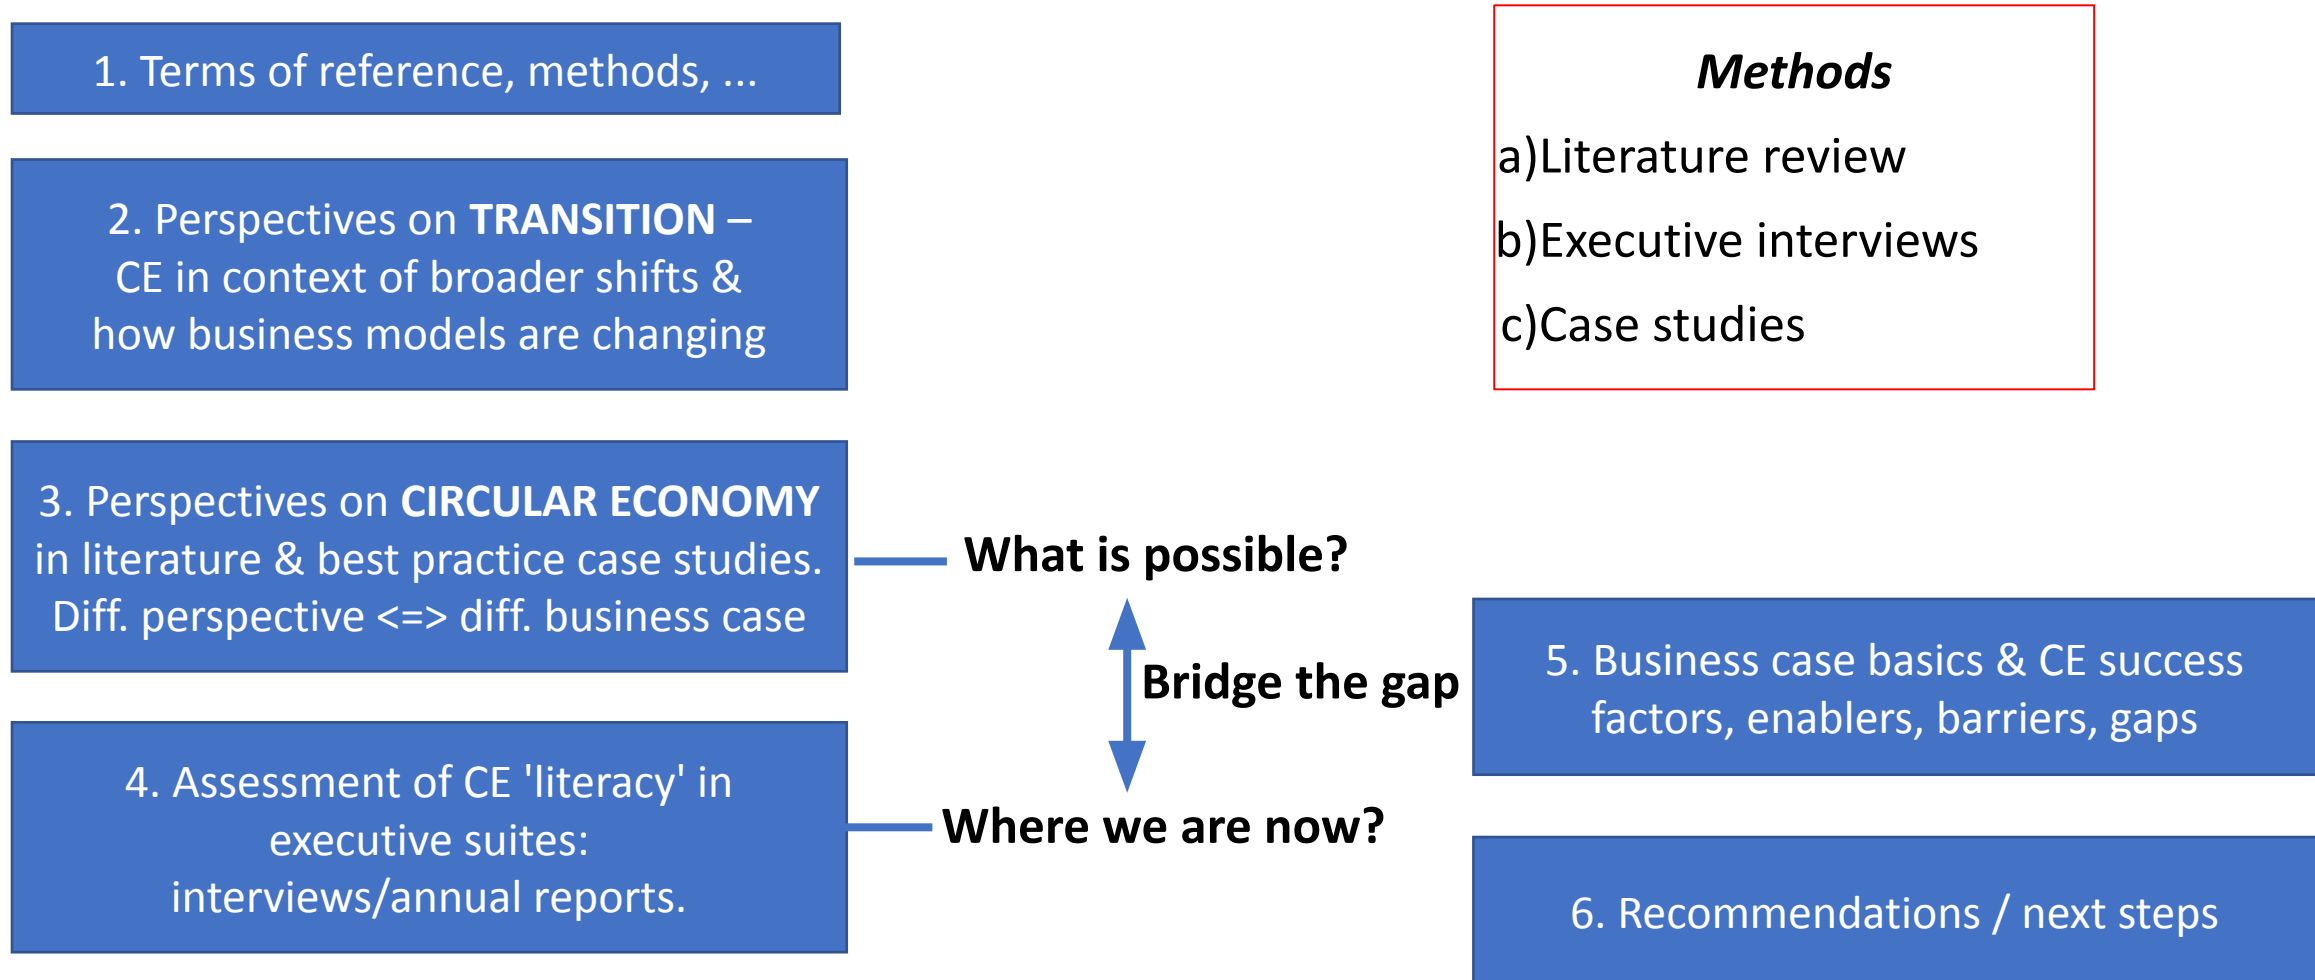 1. Terms of reference, methods, ...
2. Perspectives on TRANSITION –
CE in context of broader shifts &
how business models are changing
3. Perspectives on CIRCULAR ECONOMY
in literature & best practice case studies.
Diff. perspective <=> diff. business case
4. Assessment of CE 'literacy' in
executive suites:
interviews/annual reports.
What is possible?
Bridge the gap
Where we are now?
Methods
a)Literature review
b)Executive interviews
c)Case studies
5. Business case basics & CE success
factors, enablers, barriers, gaps
6. Recommendations / next steps